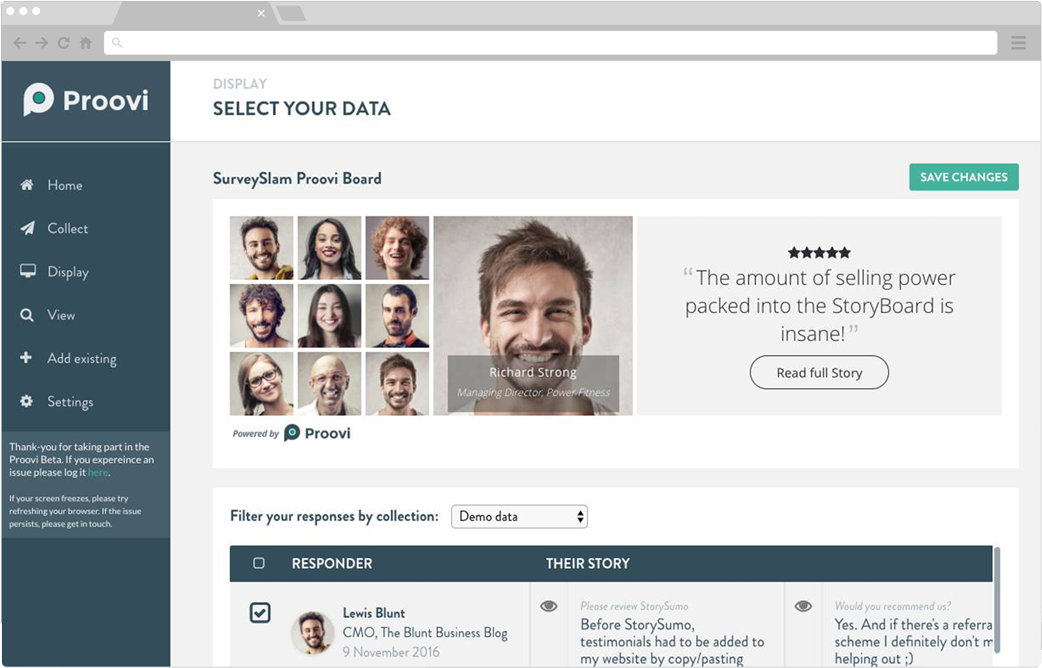 Proovi
DISPLAY
SELECT YOUR DATA
Home
Collect
Display
View
Add existing
Settings
Thank-you for taking part in the
Proovi Beta. If you expereince an
issue please log it here.
If your screen freezes, please try
refreshing your browser. If the issue
persists, please get in touch.
SurveySlam Proovi Board
SAVE CHANGES
Richard Strong
Managing Director, Power Fitness
“The amount of selling power
packed into the StoryBoard is
insane!”
Read full Story
Powered by Proovi
Filter your responses by collection: Demo data
RESPONDER THEIR STORY
Lewis Blunt
CMO, The Blunt Business Blog
9 November 2016
Please review StorySumo
Before StorySumo,
testimonials had to be added to
my website by copy/pasting
Would you recommend us?
Yes. And if there's a referra
scheme I definitely don't m
helping out ;)